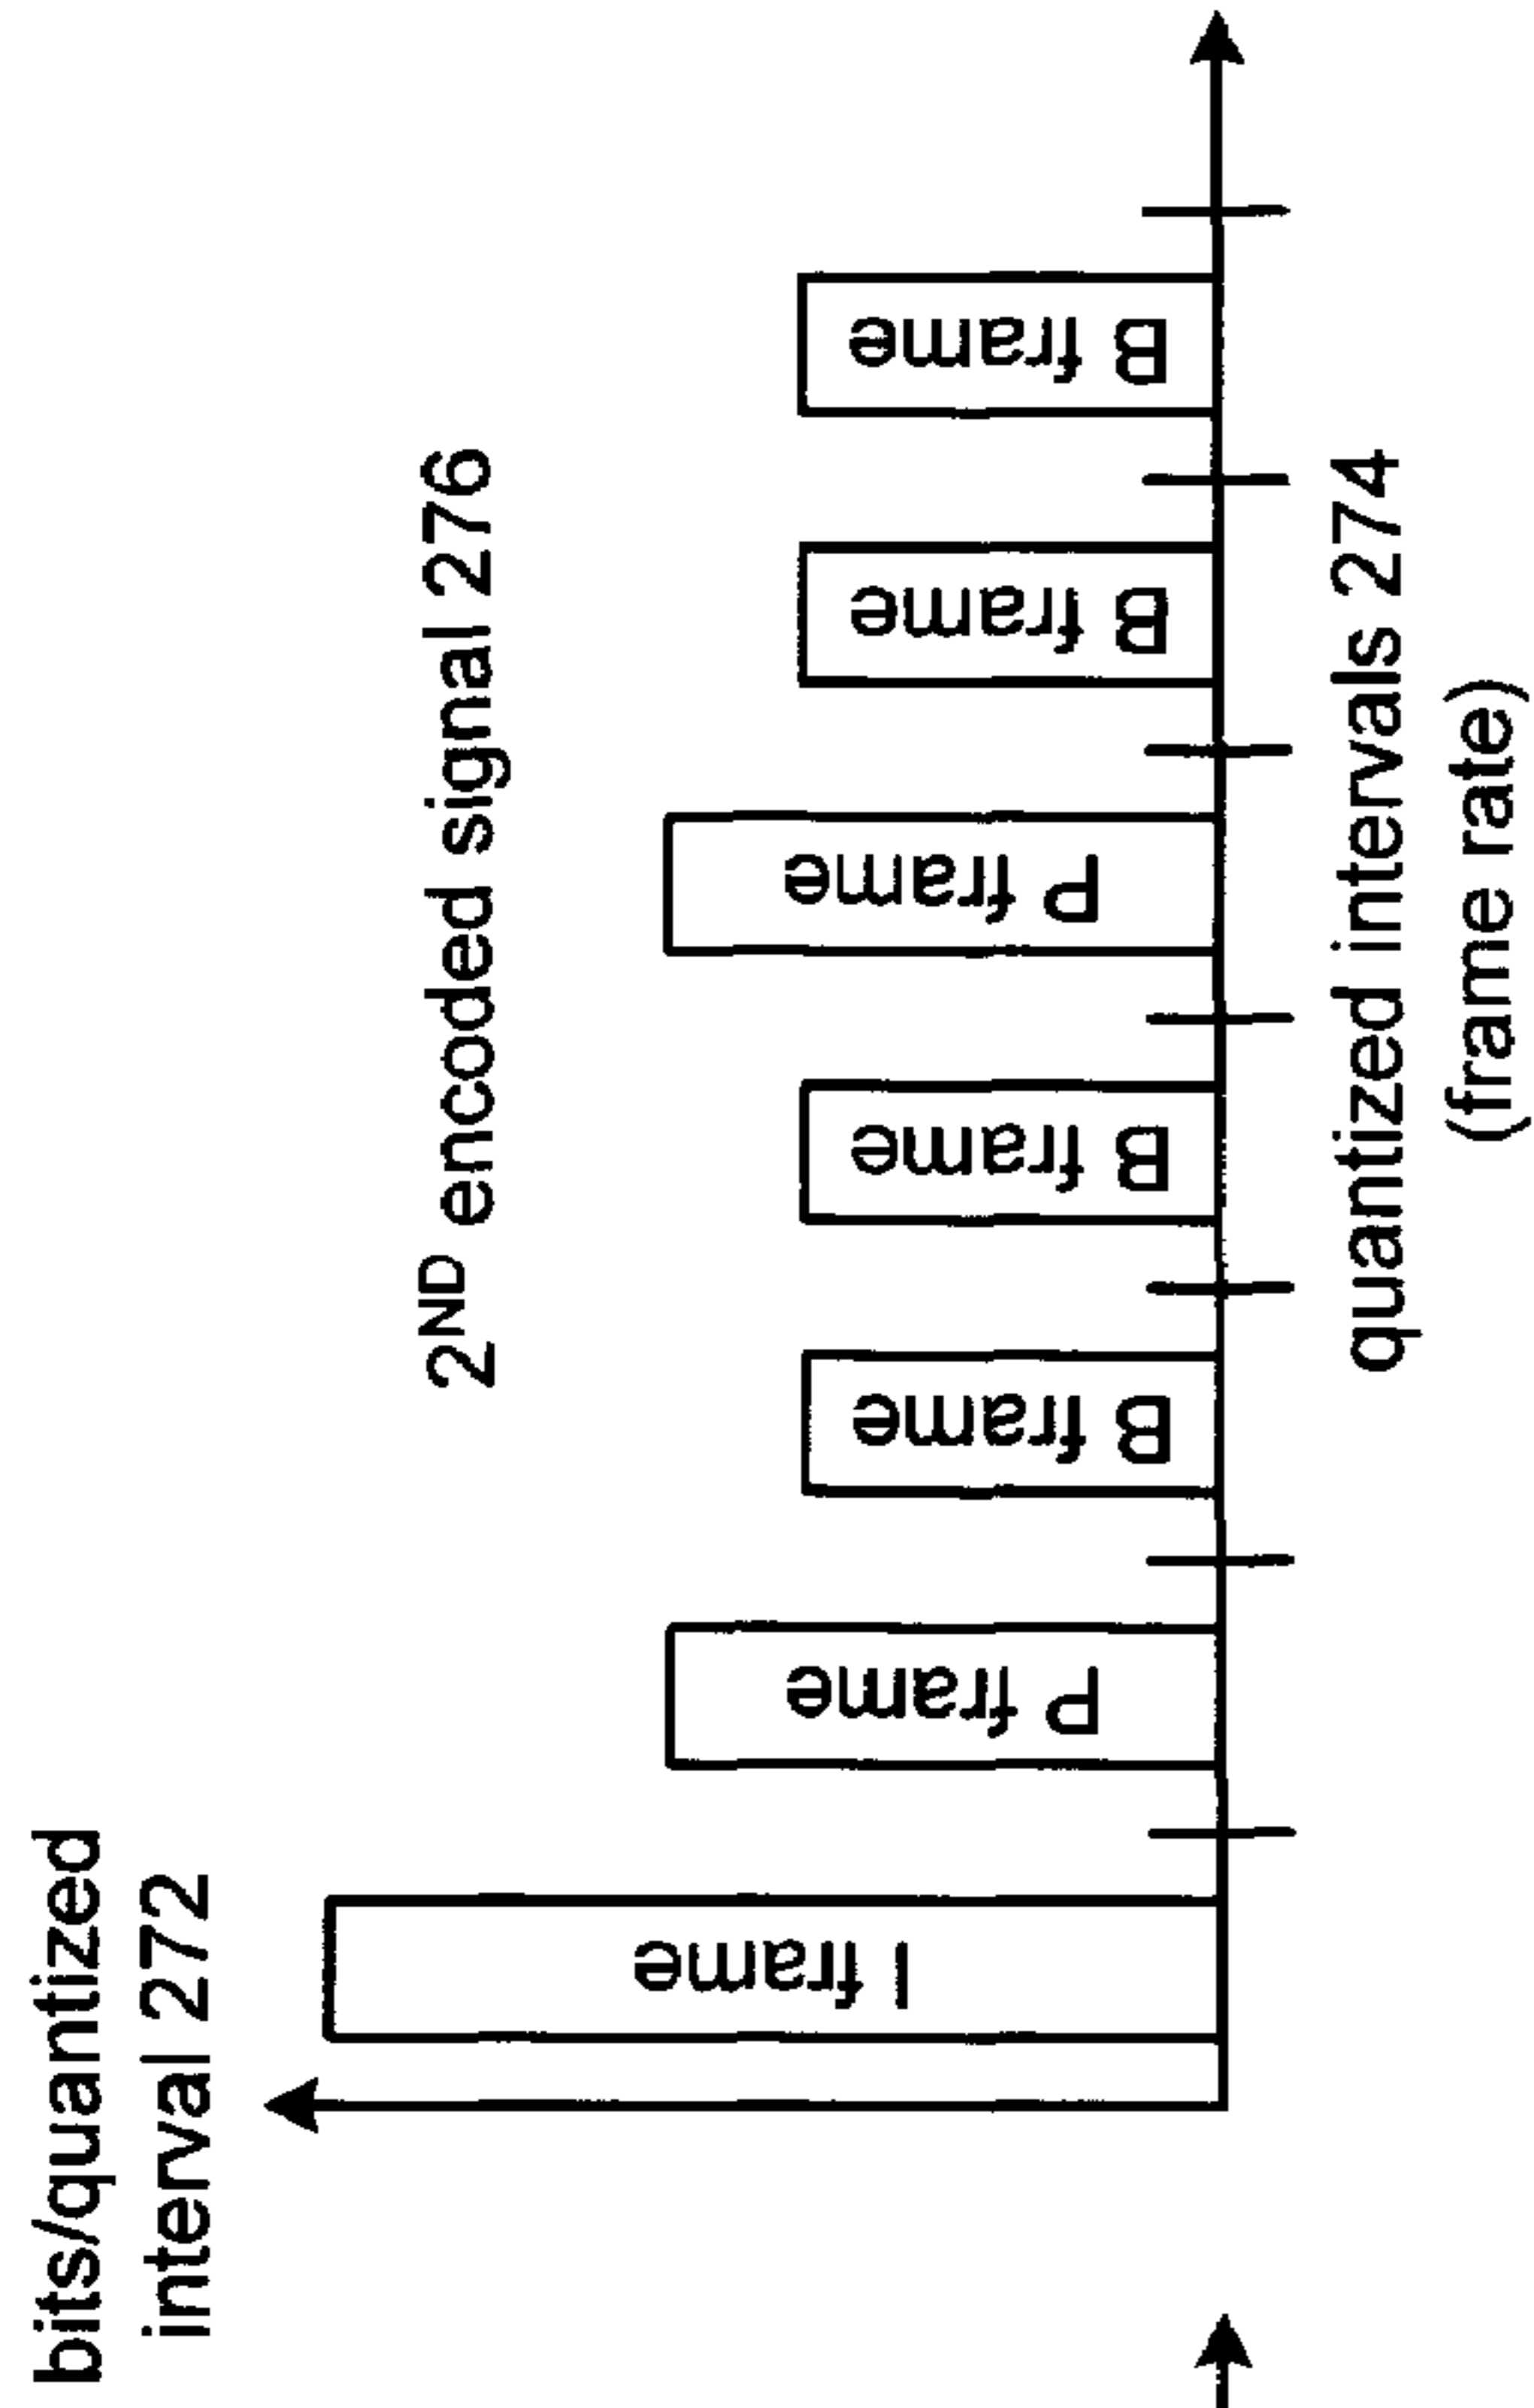 bits/quantized
interval 272
2ND encoded signal 276
I frame
P frame
B frame
B frame
P frame
B frame
B frame
quantized intervals 274
(frame rate)